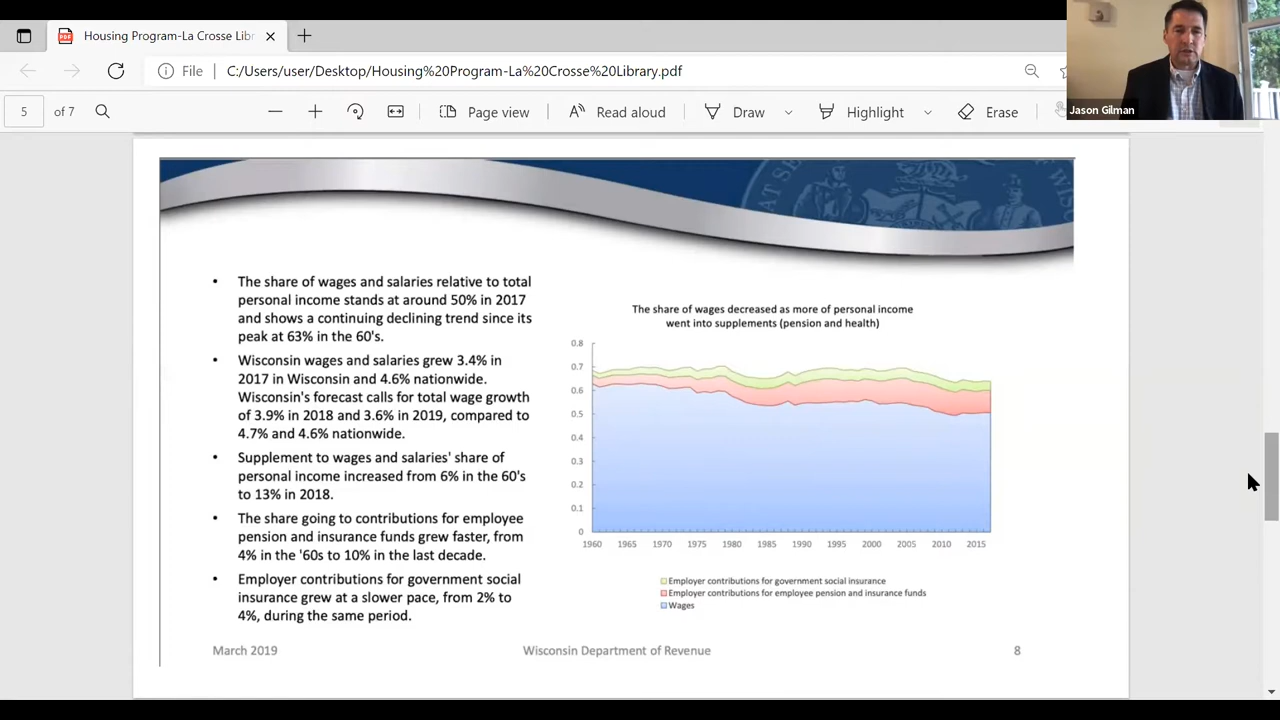 Housing Program-La Crosse Libr
File
C:/Users/user/Desktop/Housing%20Program-La%20Crosse%20Library.pdf
5 of 7
Page view
Read aloud
Draw
Highlight
Erase
Jason Gilman
• The share of wages and salaries relative to total
personal income stands at around 50% in 2017
and shows a continuing declining trend since its
peak at 63% in the 60's.
• Wisconsin wages and salaries grew 3.4% in
2017 in Wisconsin and 4.6% nationwide.
Wisconsin's forecast calls for total wage growth
of 3.9% in 2018 and 3.6% in 2019, compared to
4.7% and 4.6% nationwide.
• Supplement to wages and salaries' share of
personal income increased from 6% in the 60's
to 13% in 2018.
• The share going to contributions for employee
pension and insurance funds grew faster, from
4% in the '60s to 10% in the last decade.
• Employer contributions for government social
insurance grew at a slower pace, from 2% to
4%, during the same period.
The share of wages decreased as more of personal income
went into supplements (pension and health)
0.8
0.7
0.6
0.5
0.4
0.3
0.2
0.1
0
1960 1965 1970 1975 1980 1985 1990 1995 2000 2005 2010 2015
Employer contributions for government social insurance
Employer contributions for employee pension and insurance funds
Wages
March 2019
Wisconsin Department of Revenue
8